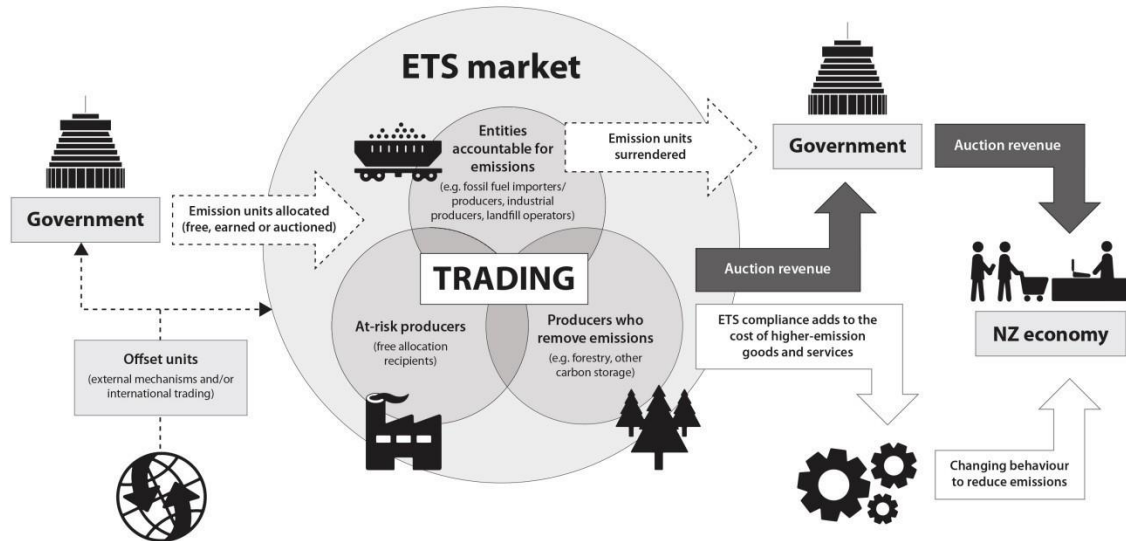 ETS market
Entities
accountable for
emissions
(e.g. fossil fuel importers/
producers, industrial
producers, landfill operators)
Emission units
surrendered
Government
Auction revenue
Government
Emission units allocated
(free, earned or auctioned)
TRADING
Auction revenue
At-risk producers
(free allocation
recipients)
Producers who
remove emissions
(e.g. forestry, other
carbon storage)
ETS compliance adds to the
cost of higher-emission
goods and services
NZ economy
Offset units
(external mechanisms and/or
international trading)
Changing behaviour
to reduce emissions